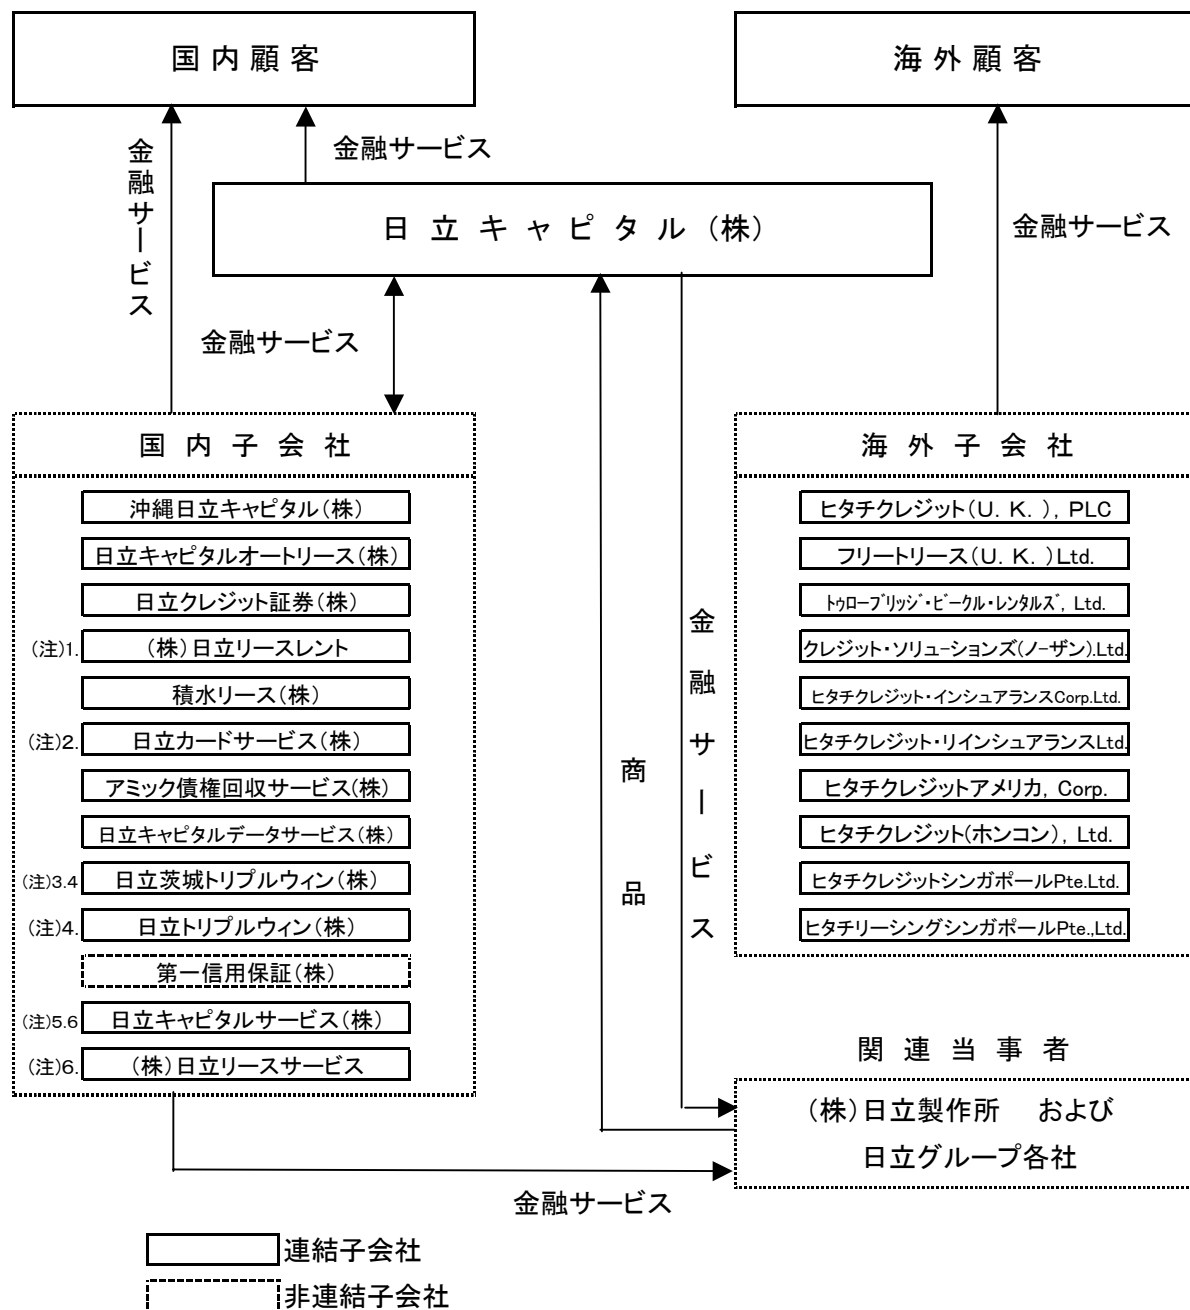 国内顧客
海外顧客
金融サービス
金融サービス
日立キャピタル(株)
金融サービス
金融サービス
国内子会社
沖縄日立キャピタル(株)
日立キャピタルオートリース(株)
日立クレジット証券(株)
(注)1. (株)日立リースレント
積水リース(株)
(注)2. 日立カードサービス(株)
アミック債権回収サービス(株)
日立キャピタルデータサービス(株)
(注)3.4 日立茨城トリプルウィン(株)
(注)4. 日立トリプルウィン(株)
第一信用保証(株)
(注)5.6 日立キャピタルサービス(株)
(注)6. (株)日立リースサービス
商品
金融サービス
海外子会社
ヒタチクレジット(U. K. ), PLC
フリートリース(U. K. )Ltd.
トゥローブリッジ・ビークル・レンタルズ, Ltd.
クレジット・ソリューションズ(ノーザン).Ltd.
ヒタチクレジット・インシュアランスCorp.Ltd.
ヒタチクレジット・リインシュアランスLtd.
ヒタチクレジットアメリカ, Corp.
ヒタチクレジット(ホンコン), Ltd.
ヒタチクレジットシンガポールPte.Ltd.
ヒタチリーシングシンガポールPte.,Ltd.
関連当事者
(株)日立製作所 および
日立グループ各社
金融サービス
連結子会社
非連結子会社